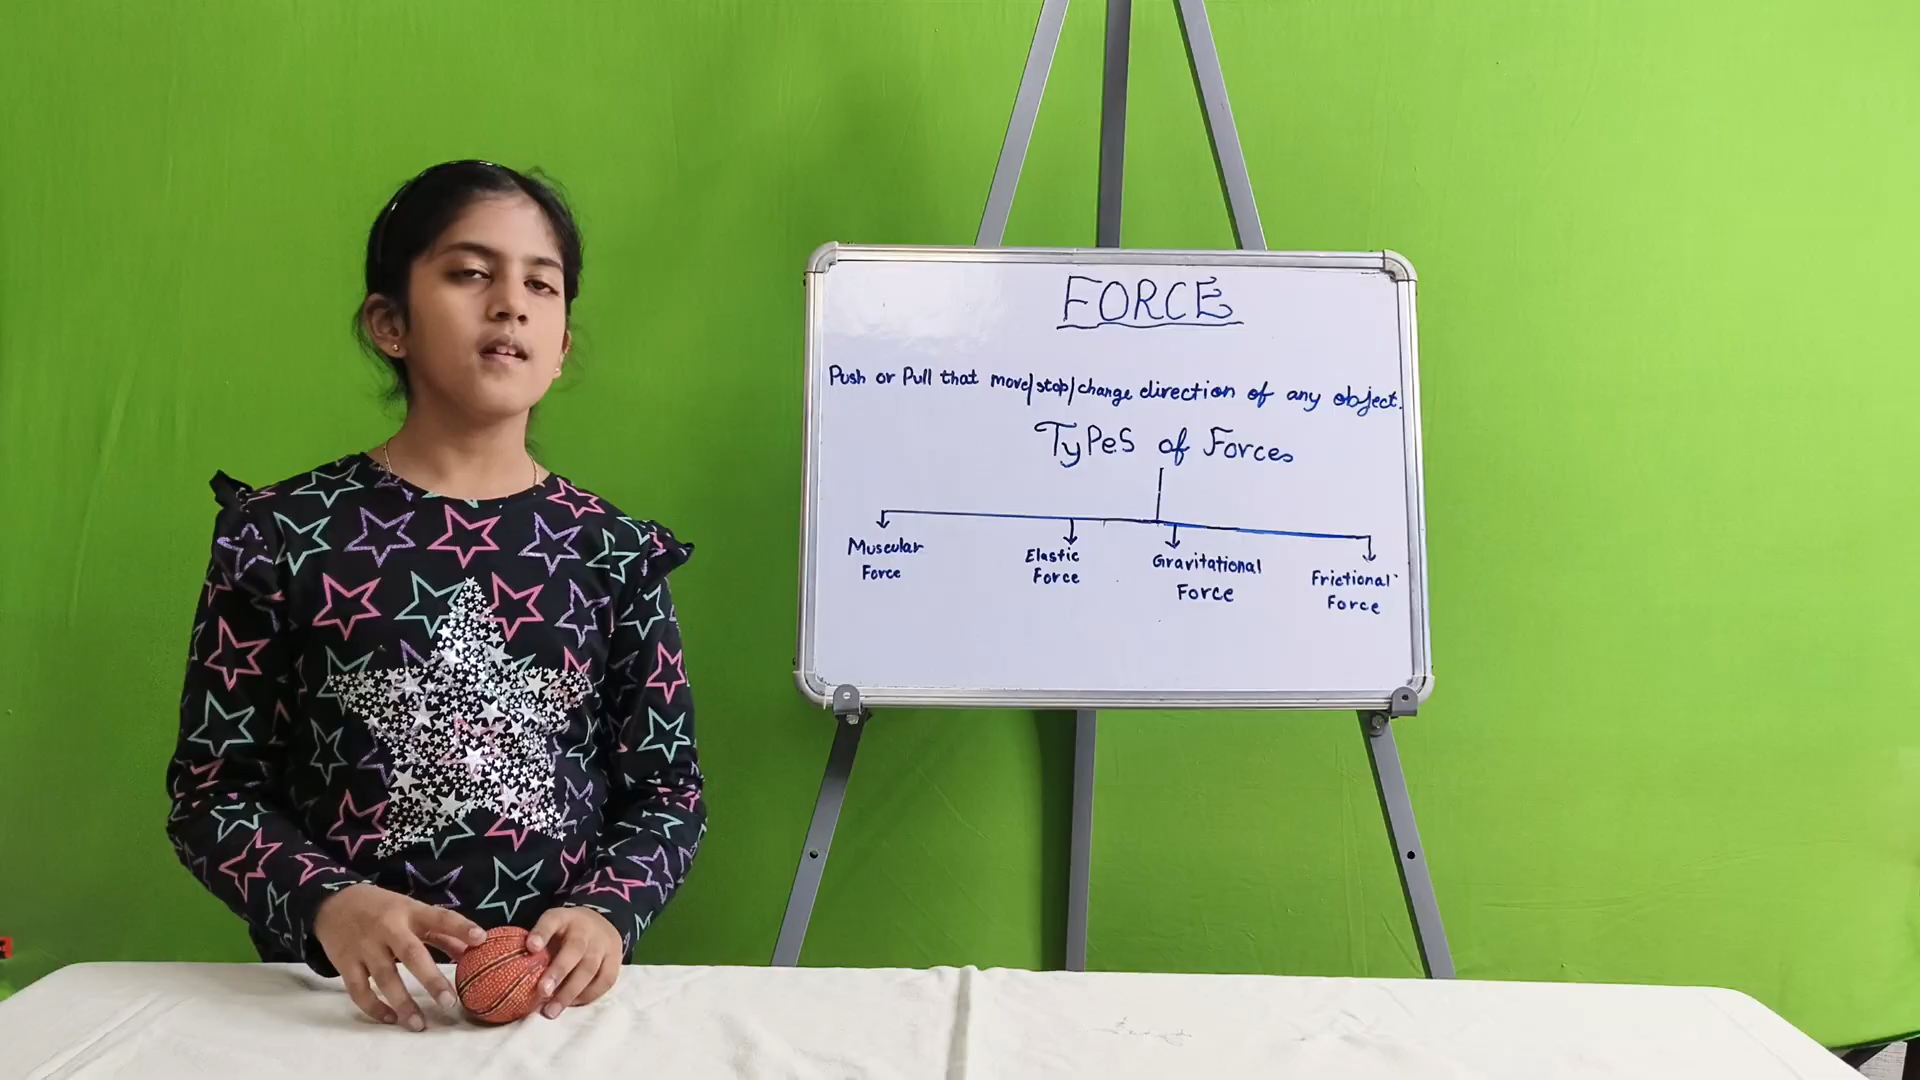 FORCE
Push or Pull that move/stop/change direction of any object.
Types of Forces
Muscular Force
Elastic Force
Gravitational Force
Frictional Force